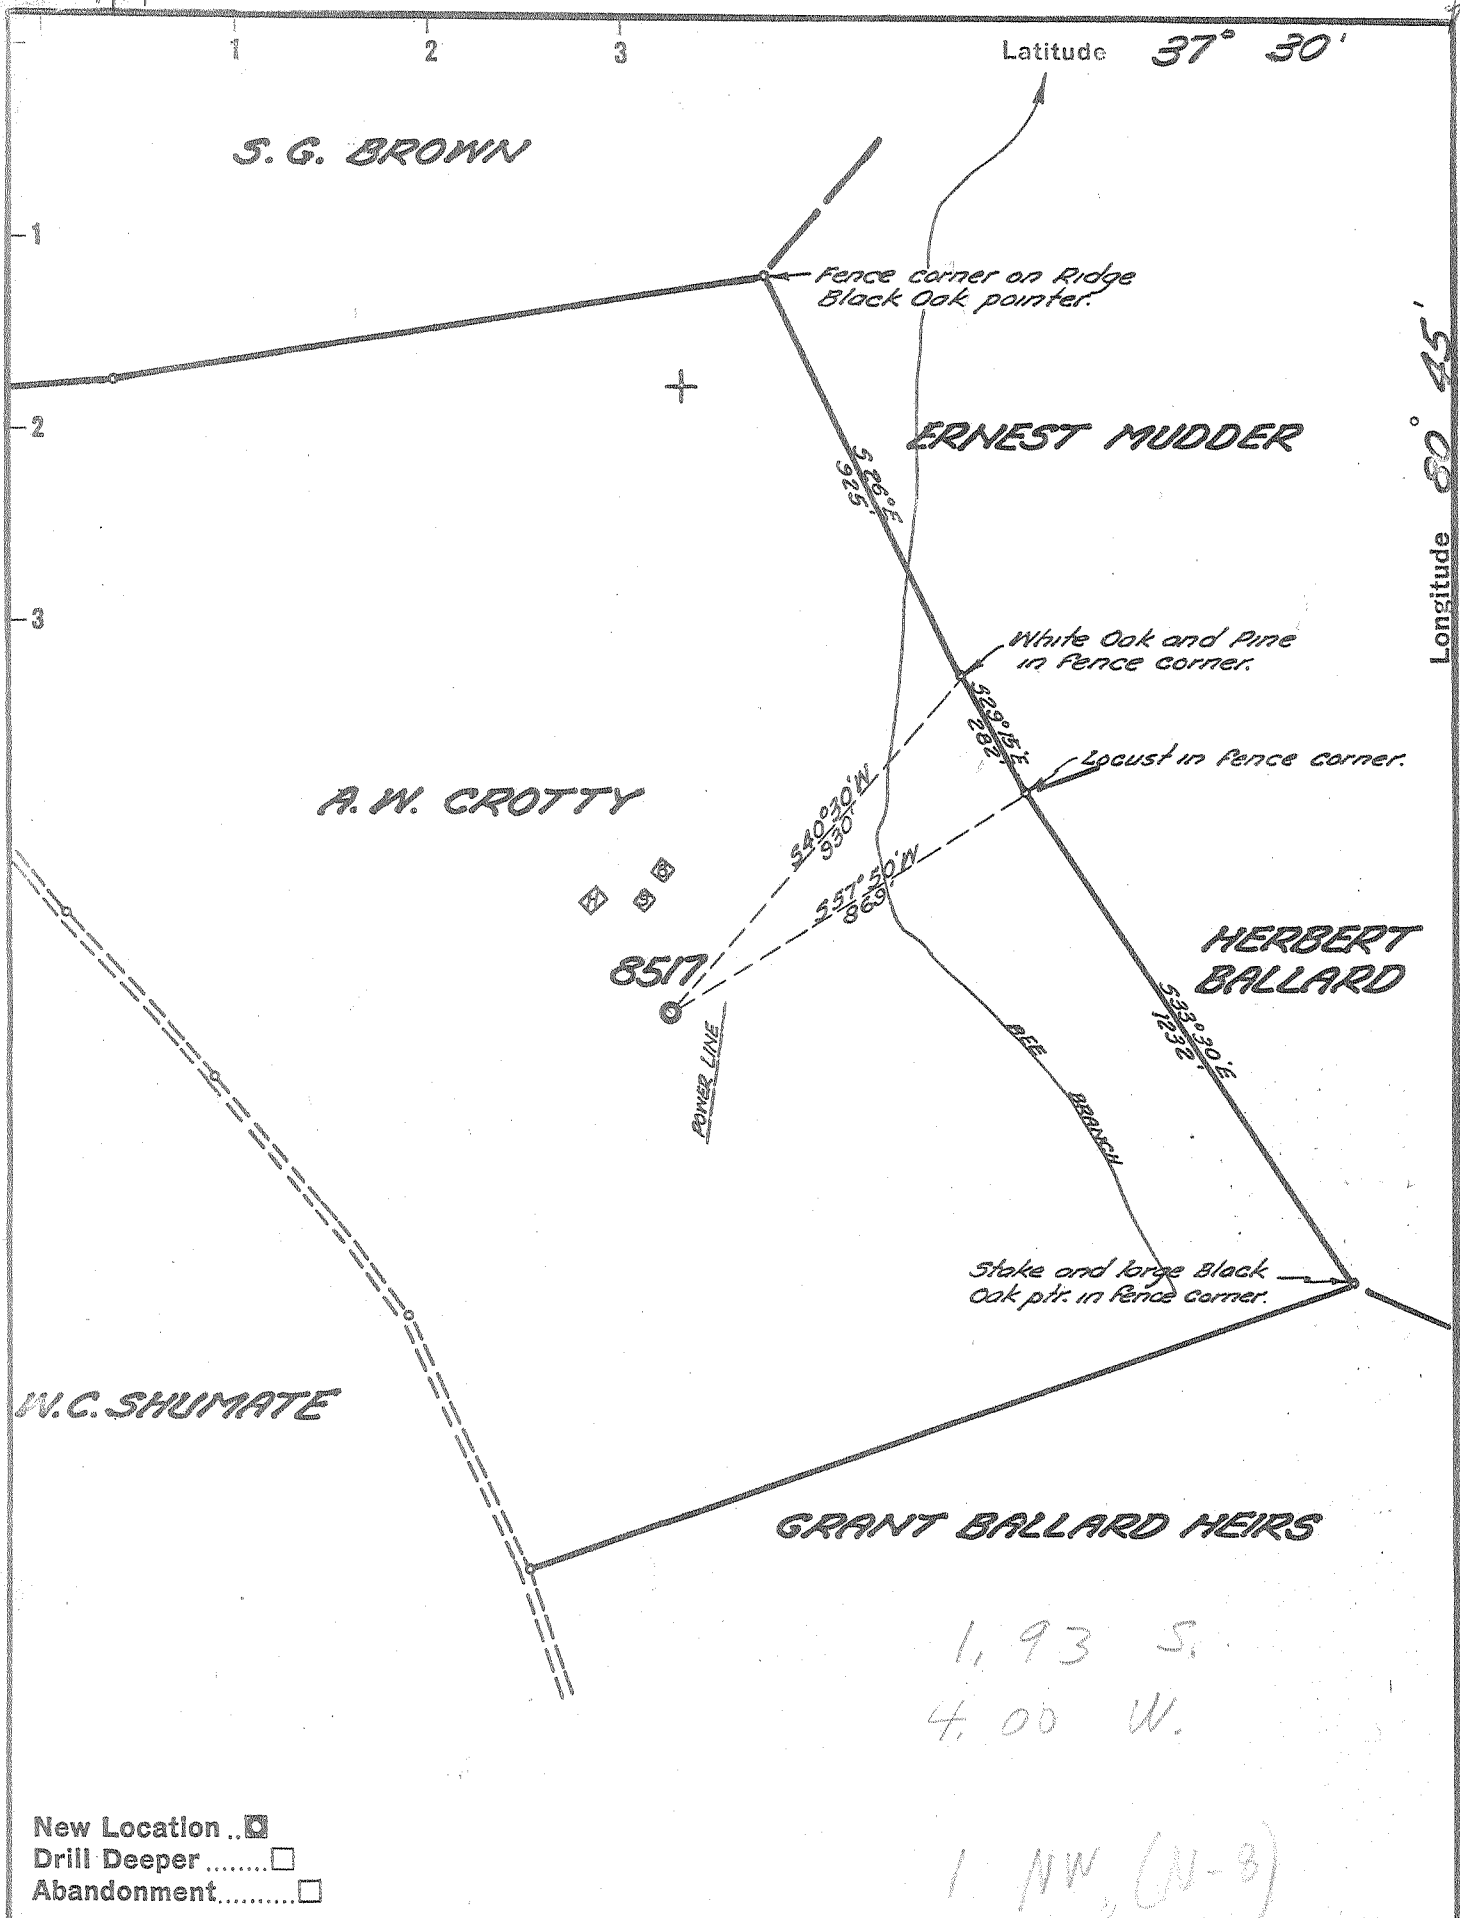 1 2 3
Latitude 37° 30'
S. G. BROWN
1
Fence corner on Ridge
Black Oak pointer.
Longitude 80° 45'
2
ERNEST MUDDER
S 26° E
925'
3
White Oak and Pine
in fence corner.
S29°15'E
282'
Locust in fence corner.
A. W. CROTTY
S40°30'W
930'
S57°50'W
869'
H
S
8517
HERBERT
BALLARD
S33°30'E
1232'
POWER LINE
BEE BRANCH
Stake and large Black
Oak ptr. in fence corner.
W.C. SHUMATE
GRANT BALLARD HEIRS
1.93 S.
4.00 W.
New Location ..
Drill Deeper ........
Abandonment ..........
1 NW, (N-8)